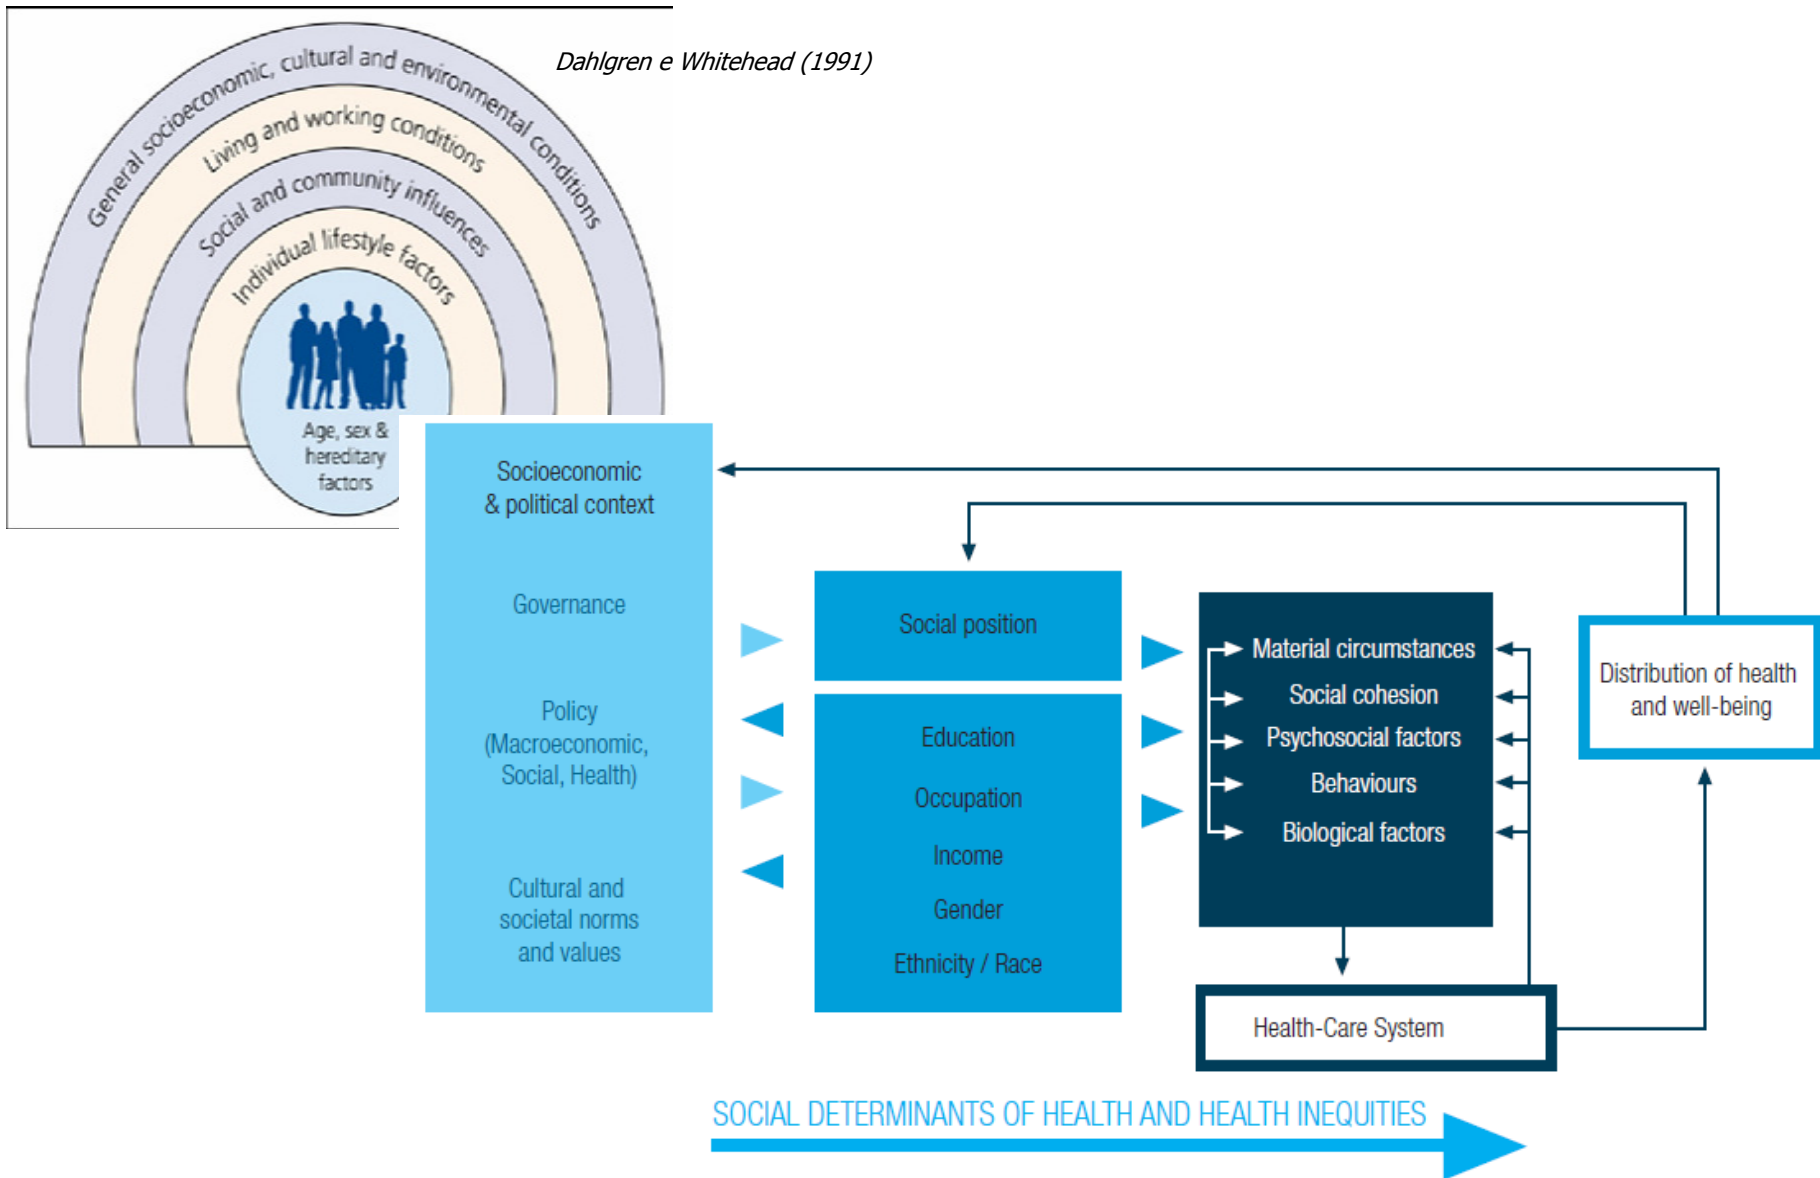 Dahlgren e Whitehead (1991)
General socioeconomic, cultural and environmental conditions
Living and working conditions
Social and community influences
Individual lifestyle factors
Age, sex &
hereditary
factors
Socioeconomic
& political context
Governance
Policy
(Macroeconomic,
Social, Health)
Cultural and
societal norms
and values
Social position
Education
Occupation
Income
Gender
Ethnicity / Race
Material circumstances
Social cohesion
Psychosocial factors
Behaviours
Biological factors
Health-Care System
Distribution of health
and well-being
SOCIAL DETERMINANTS OF HEALTH AND HEALTH INEQUITIES